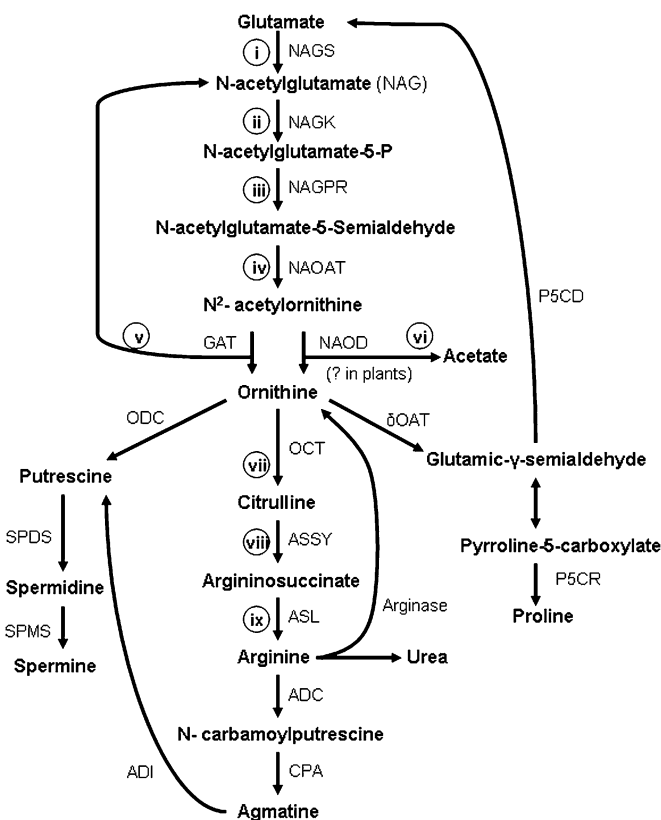 Glutamate
i NAGS
N-acetylglutamate (NAG)
ii NAGK
N-acetylglutamate-5-P
iii NAGPR
N-acetylglutamate-5-Semialdehyde
iv NAOAT
P5CD
N²- acetylornithine
v GAT NAOD vi
Acetate
(? in plants)
Ornithine
ODC δOAT
vii OCT
Glutamic-γ-semialdehyde
Putrescine
Citrulline
SPDS viii ASSY
Pyrroline-5-carboxylate
Spermidine Argininosuccinate P5CR
SPMS ix ASL Arginase
Proline
Spermine Arginine Urea
ADC
N- carbamoylputrescine
ADI CPA
Agmatine